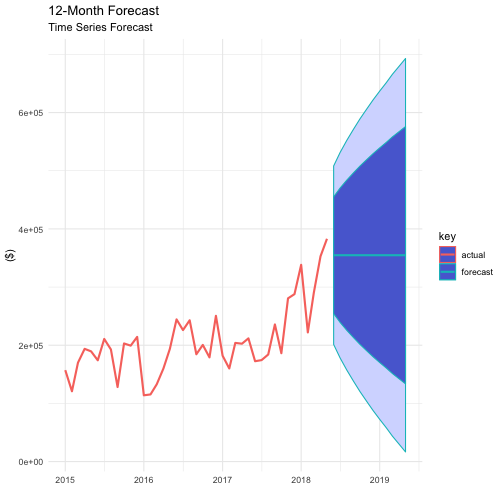 12-Month Forecast
Time Series Forecast
6e+05
4e+05
2e+05
0e+00
($)
2015 2016 2017 2018 2019
key
actual
forecast